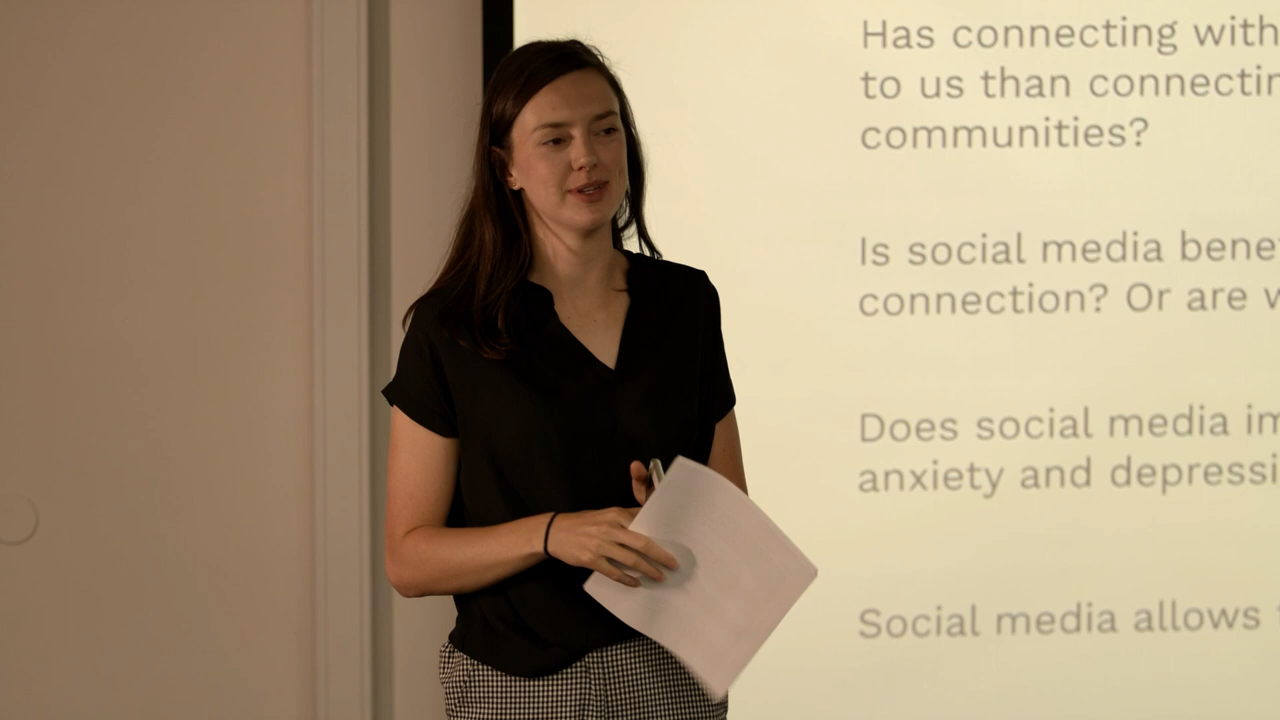 Has connecting with
to us than connectin
communities?
Is social media bene
connection? Or are w
Does social media im
anxiety and depressi
Social media allows